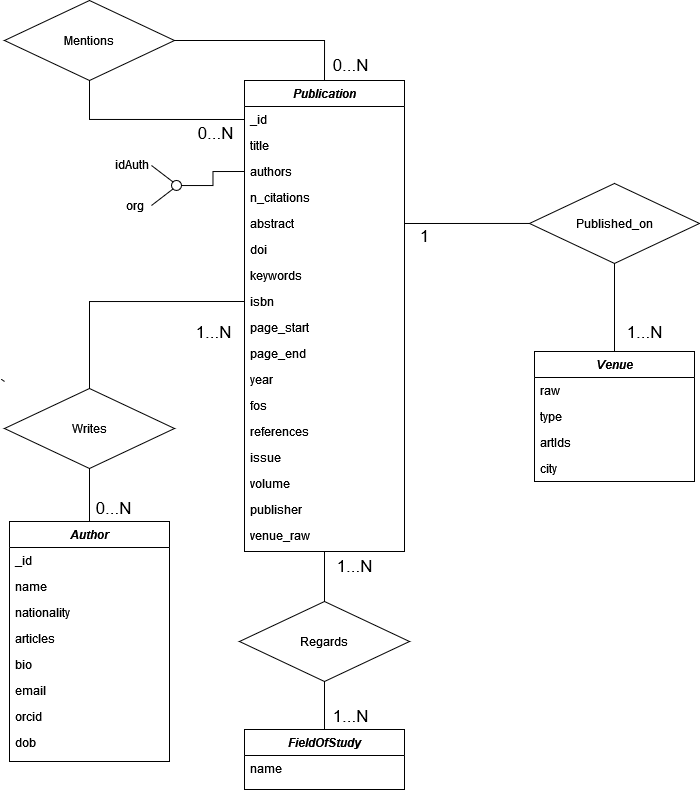 Mentions
0...N
Publication
_id
0...N
title
idAuth
authors
org
n_citations
abstract
Published_on
1
doi
keywords
isbn
1...N
page_start
1...N
page_end
Venue
year
raw
fos
type
Writes
references
artIds
issue
city
volume
0...N
publisher
Author
venue_raw
_id
1...N
name
nationality
articles
Regards
bio
email
orcid
1...N
dob
FieldOfStudy
name